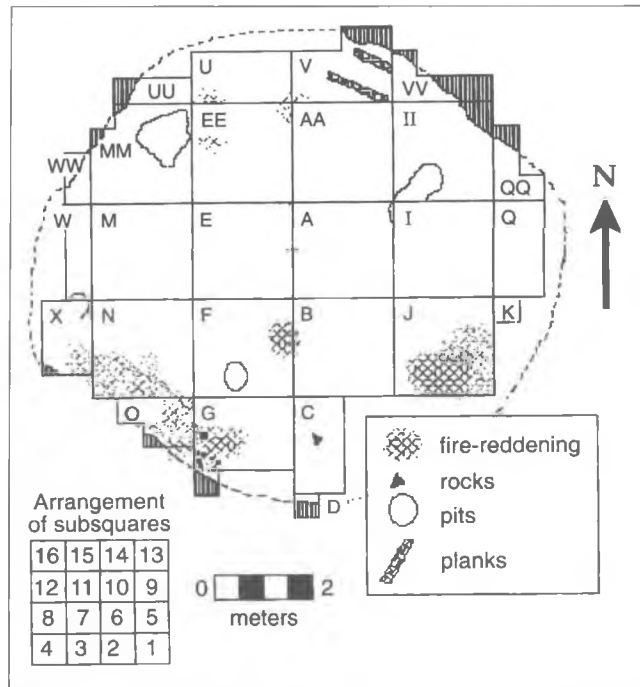 U V
UU VV
EE AA II
MM
WW QQ
N
W M E A I Q
X N F B J K
O G C
D
fire-reddening
rocks
pits
planks
Arrangement
of subsquares
16 15 14 13
12 11 10 9
8 7 6 5
4 3 2 1
0 2
meters